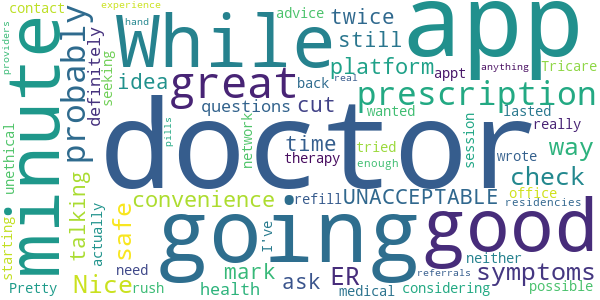 hand
experience
contact
advice
twice
app
While
still
providers
minute
probably
definitely
seeking
idea
great
platform
appt
anything
Tricare
back
real
questions
cut
prescription
doctor
wanted
lasted
really
unethical
pills
network
time
therapy
tried
enough
session
wrote
way
talking
safe
convenience
refill
UNACCEPTABLE
check
office
residencies
starting
actually
going
good
I've
neither
Nice
need
mark
ER
symptoms
referrals
Pretty
rush
health
ask
medical
considering
possible